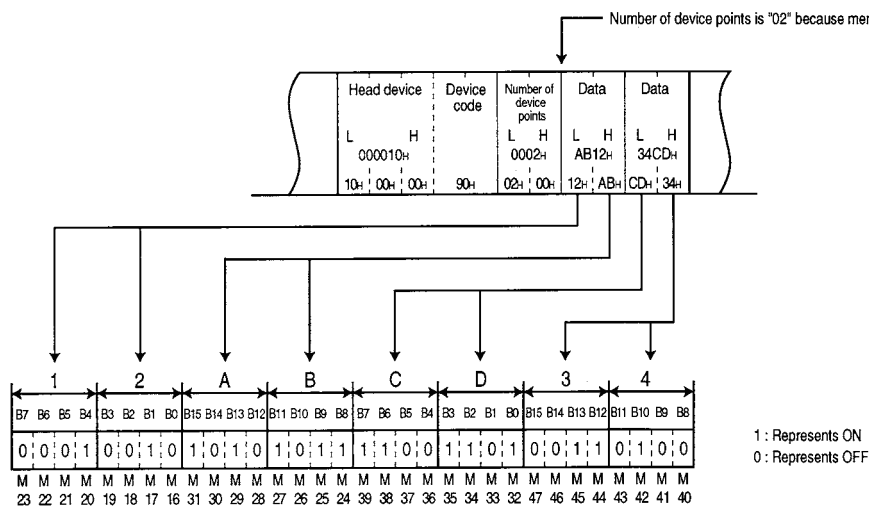 Number of device points is "02" because
Head device Device code Number of device points Data Data
L H L H L H L H
000010H 0002H AB12H 34CDH
10H 00H 00H 90H 02H 00H 12H ABH CDH 34H
1 2 A B C D 3 4
B7 B6 B5 B4 B3 B2 B1 B0 B15 B14 B13 B12 B11 B10 B9 B8 B7 B6 B5 B4 B3 B2 B1 B0 B15 B14 B13 B12 B11 B10 B9 B8
0 0 0 1 0 0 1 0 1 0 1 0 1 0 1 1 1 1 0 0 1 1 0 1 0 0 1 1 0 1 0 0
1 : Represents ON
0 : Represents OFF
M M M M M M M M M M M M M M M M M M M M M M M M M M M M M M M M
23 22 21 20 19 18 17 16 31 30 29 28 27 26 25 24 39 38 37 36 35 34 33 32 47 46 45 44 43 42 41 40